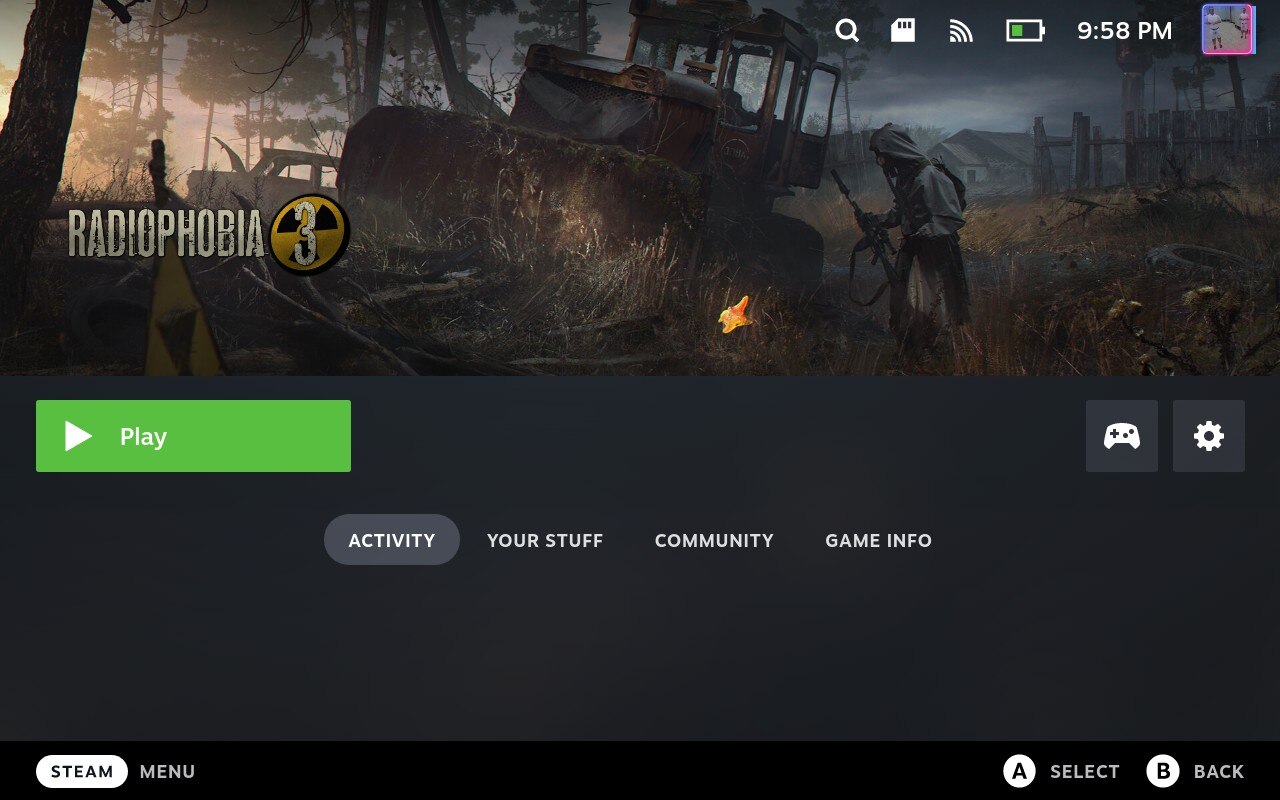 9:58 PM
RADIOPHOBIA 3
Play
ACTIVITY YOUR STUFF COMMUNITY GAME INFO
STEAM MENU A SELECT B BACK